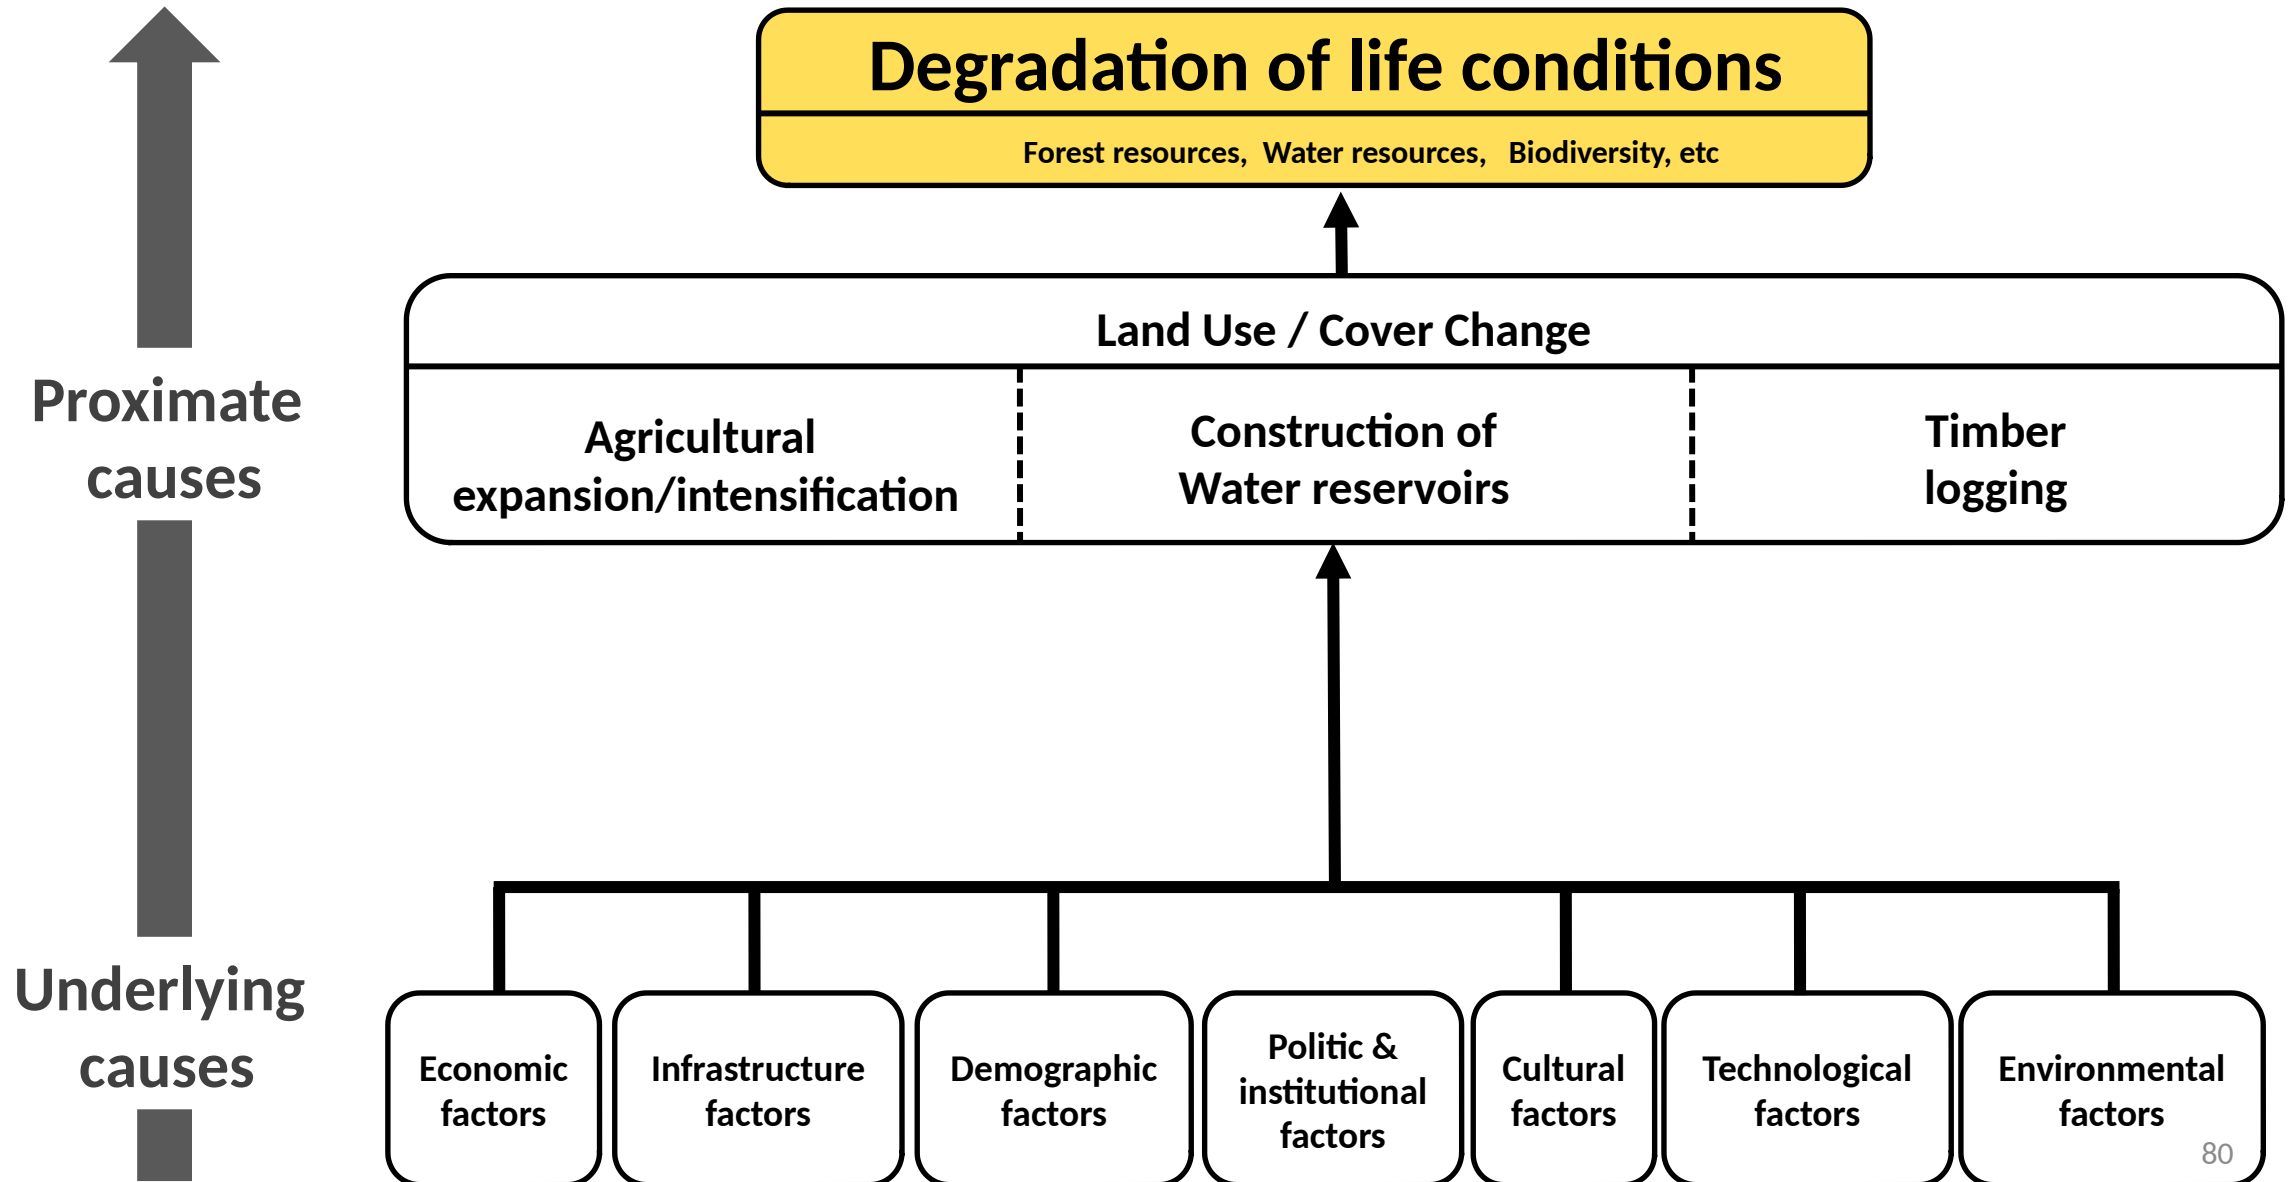 Degradation of life conditions
Forest resources, Water resources, Biodiversity, etc
Land Use / Cover Change
Proximate
causes
Agricultural
expansion/intensification
Construction of
Water reservoirs
Timber
logging
Underlying
causes
Economic
factors
Infrastructure
factors
Demographic
factors
Politic &
institutional
factors
Cultural
factors
Technological
factors
Environmental
factors
80